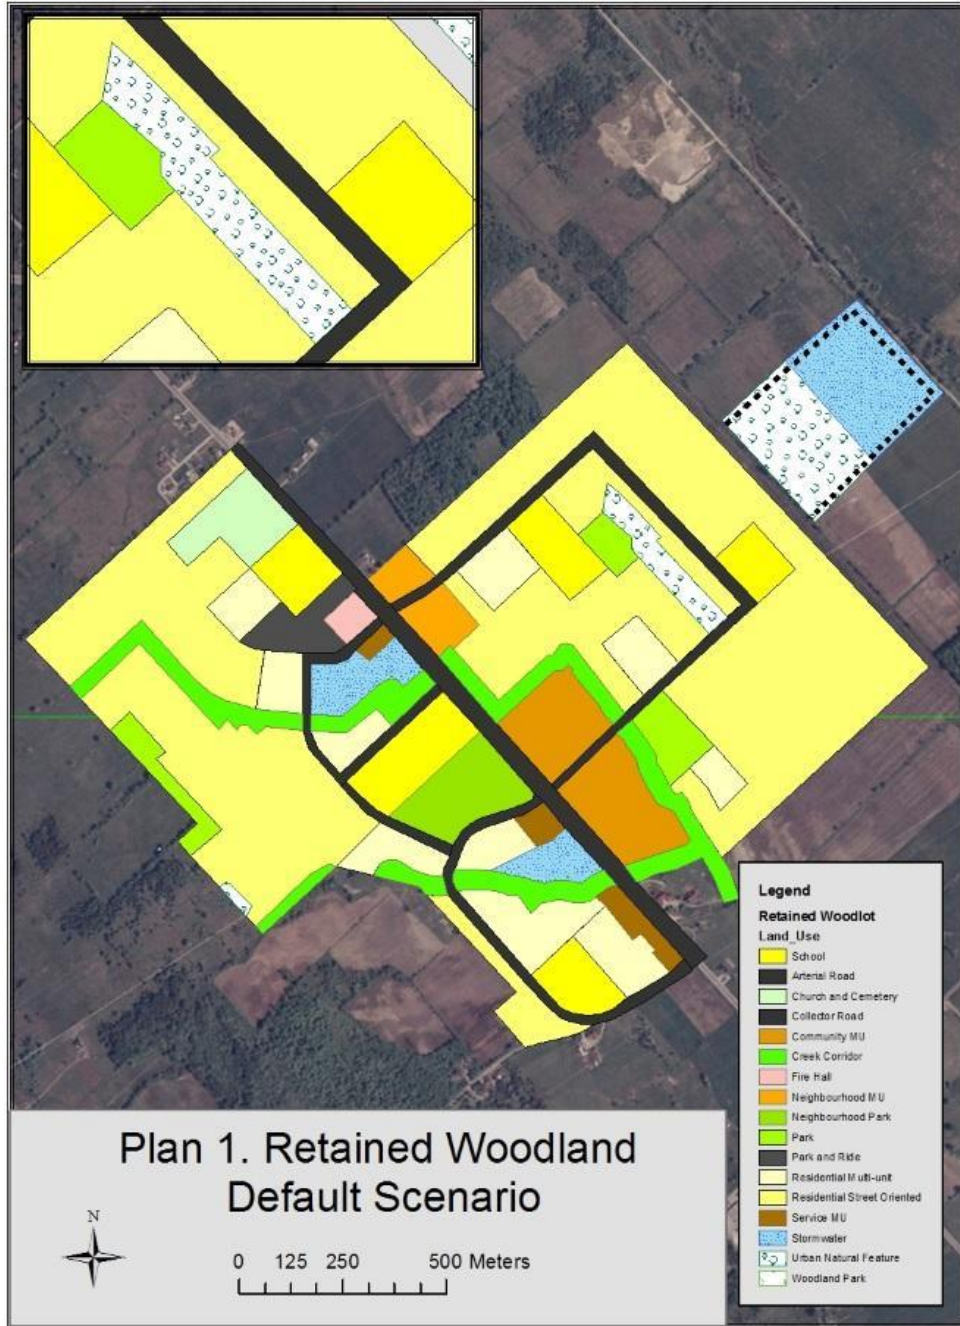 Legend
Retained Woodlot
Land_Use
School
Arterial Road
Church and Cemetery
Collector Road
Community MU
Creek Corridor
Fire Hall
Neighbourhood MU
Neighbourhood Park
Park
Park and Ride
Residential Multi-unit
Residential Street Oriented
Service MU
Stormwater
Urban Natural Feature
Woodland Park
Plan 1. Retained Woodland
Default Scenario
N
0 125 250 500 Meters